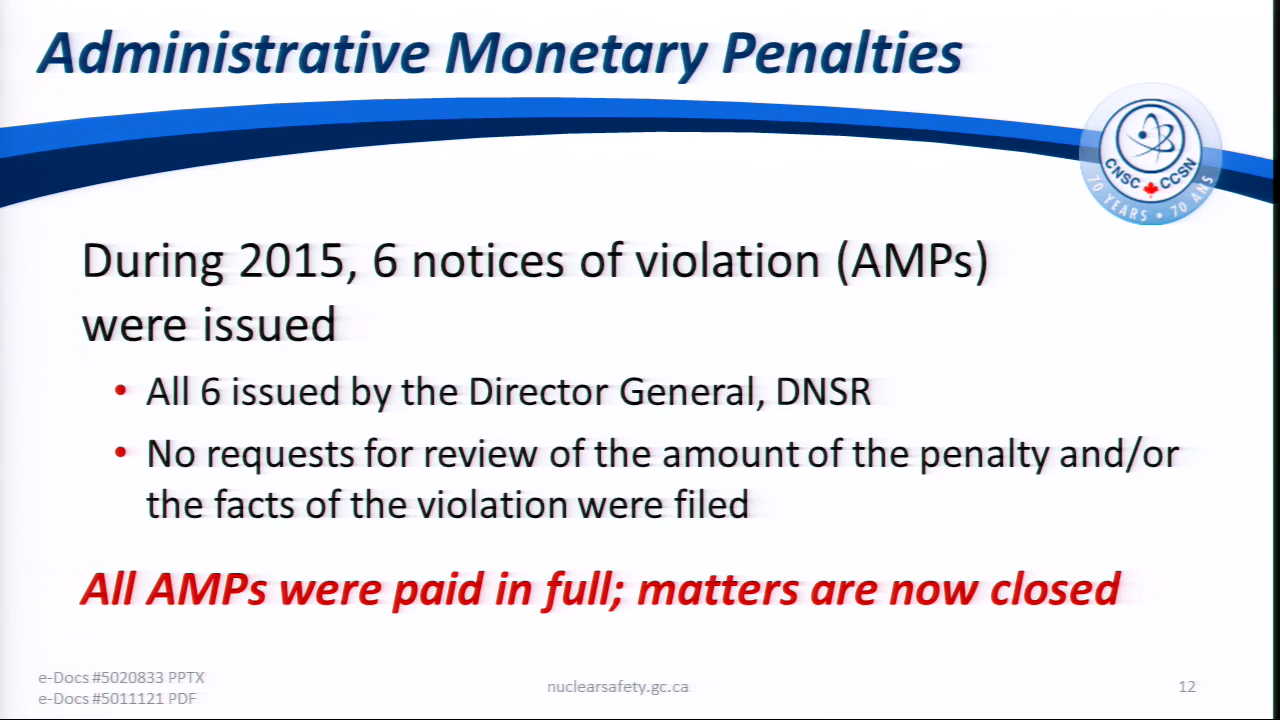 Administrative Monetary Penalties
CNSC CCSN
70 YEARS • 70 ANS
During 2015, 6 notices of violation (AMPs)
were issued
• All 6 issued by the Director General, DNSR
• No requests for review of the amount of the penalty and/or
the facts of the violation were filed
All AMPs were paid in full; matters are now closed
e-Docs #5020833 PPTX
e-Docs #5011121 PDF
nuclearsafety.gc.ca
12